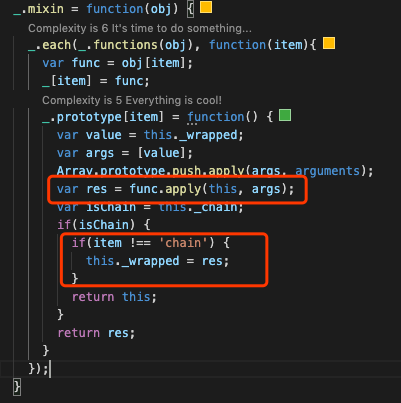 _.mixin = function(obj) {
Complexity is 6 It's time to do something...
_.each(_.functions(obj), function(item){
var func = obj[item];
_[item] = func;
Complexity is 5 Everything is cool!
_.prototype[item] = function() {
var value = this._wrapped;
var args = [value];
Array.prototype.push.apply(args, arguments);
var res = func.apply(this, args);
var isChain = this._chain;
if(isChain) {
if(item !== 'chain') {
this._wrapped = res;
}
return this;
}
return res;
}
});
}